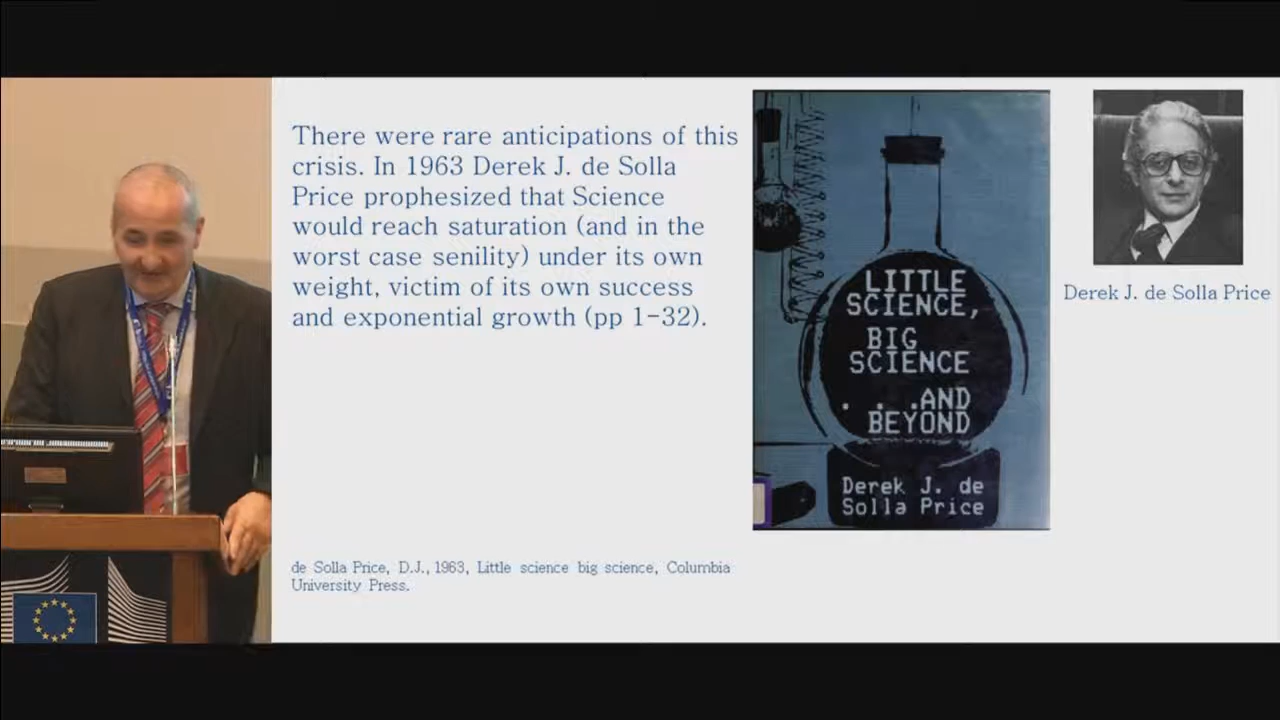 There were rare anticipations of this
crisis. In 1963 Derek J. de Solla
Price prophesized that Science
would reach saturation (and in the
worst case senility) under its own
weight, victim of its own success
and exponential growth (pp 1-32).
de Solla Price, D.J., 1963, Little science big science, Columbia
University Press.
LITTLE
SCIENCE,
BIG
SCIENCE
. . .AND
BEYOND
Derek J. de
Solla Price
Derek J. de Solla Price